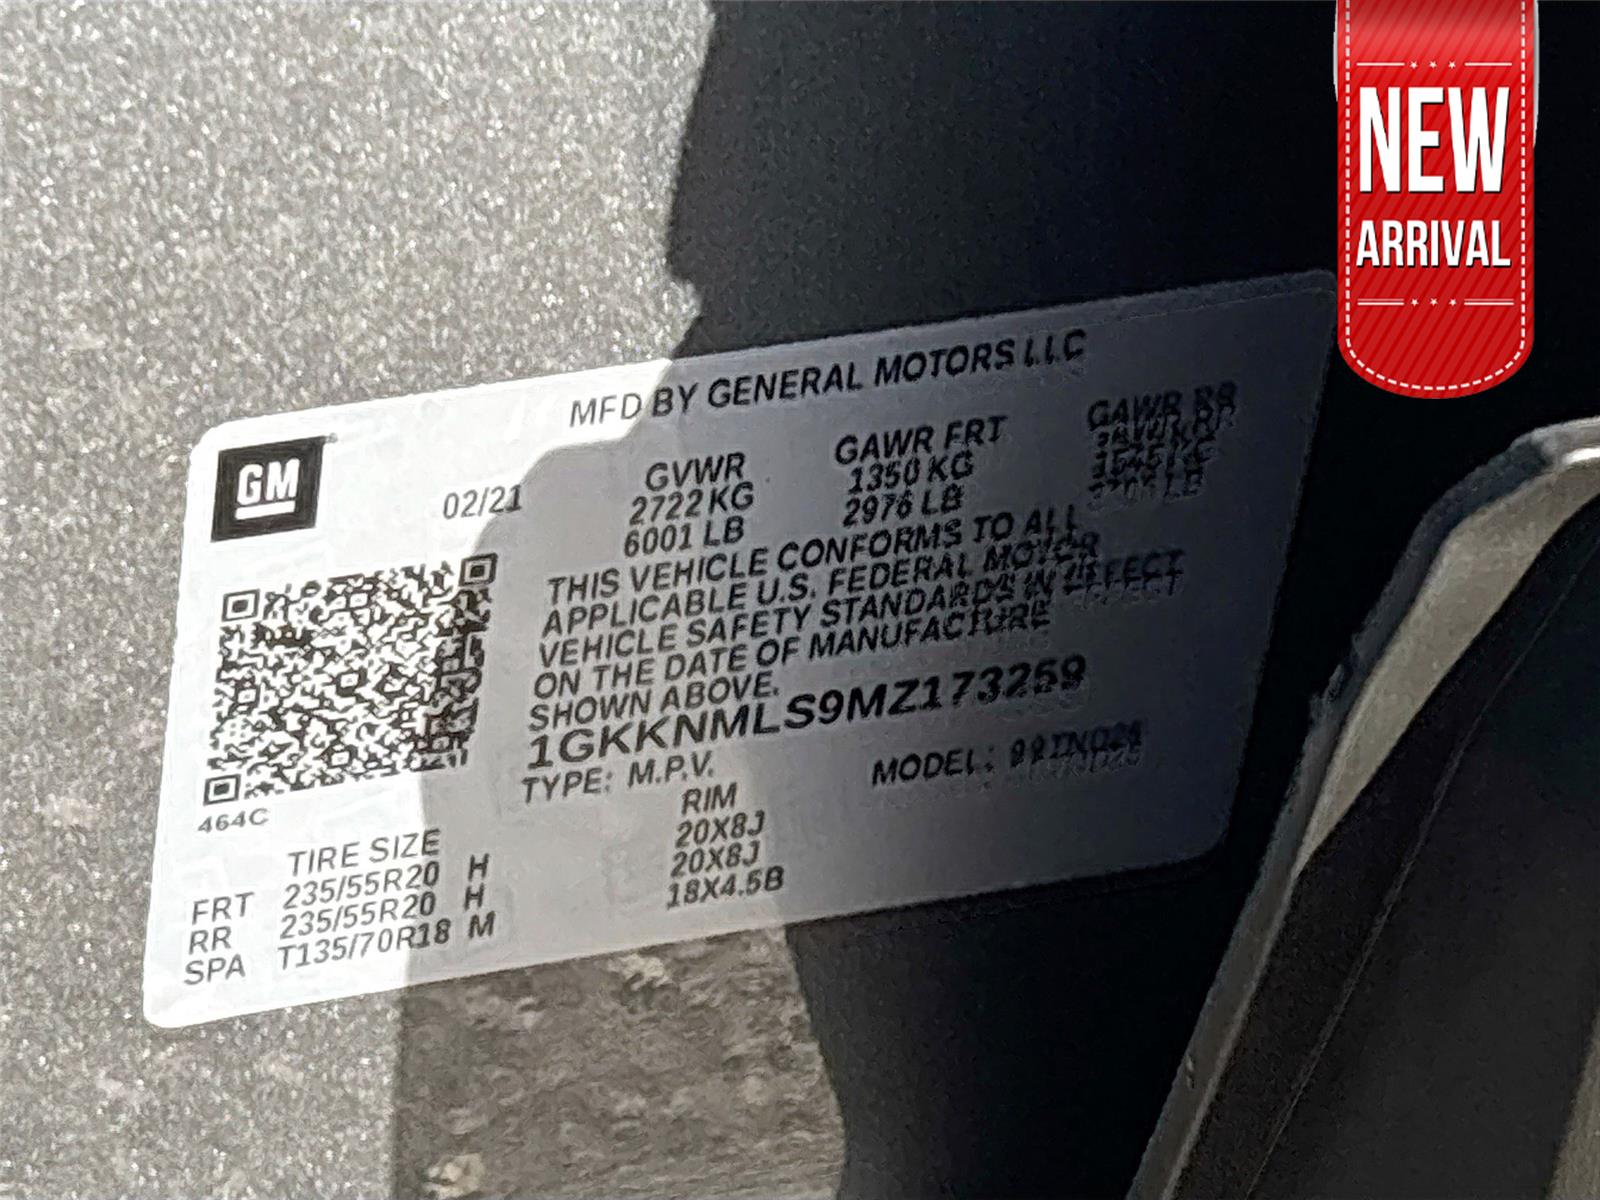 NEW
ARRIVAL
MFD BY GENERAL MOTORS LLC
GM
02/21
GVWR GAWR FRT GAWR RR
2722 KG 1350 KG
6001 LB 2976 LB
THIS VEHICLE CONFORMS TO ALL
APPLICABLE U.S. FEDERAL MOTOR
VEHICLE SAFETY STANDARDS IN EFFECT
ON THE DATE OF MANUFACTURE
SHOWN ABOVE.
1GKKNMLS9MZ173259
TYPE: M.P.V. MODEL:
464C
TIRE SIZE RIM
FRT 235/55R20 H 20X8J
RR 235/55R20 H 20X8J
SPA T135/70R18 M 18X4.5B